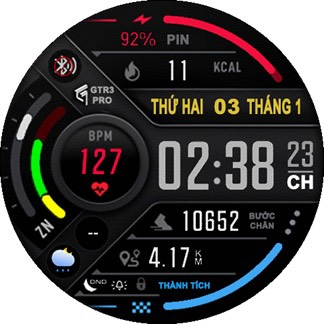 92% PIN
11 KCAL
GTR3
PRO
THỨ HAI 03 THÁNG 1
BPM
127
02:38 23
CH
10652 BƯỚC
CHÂN
ZN
--
4.17 K
M
DND
THÀNH TÍCH